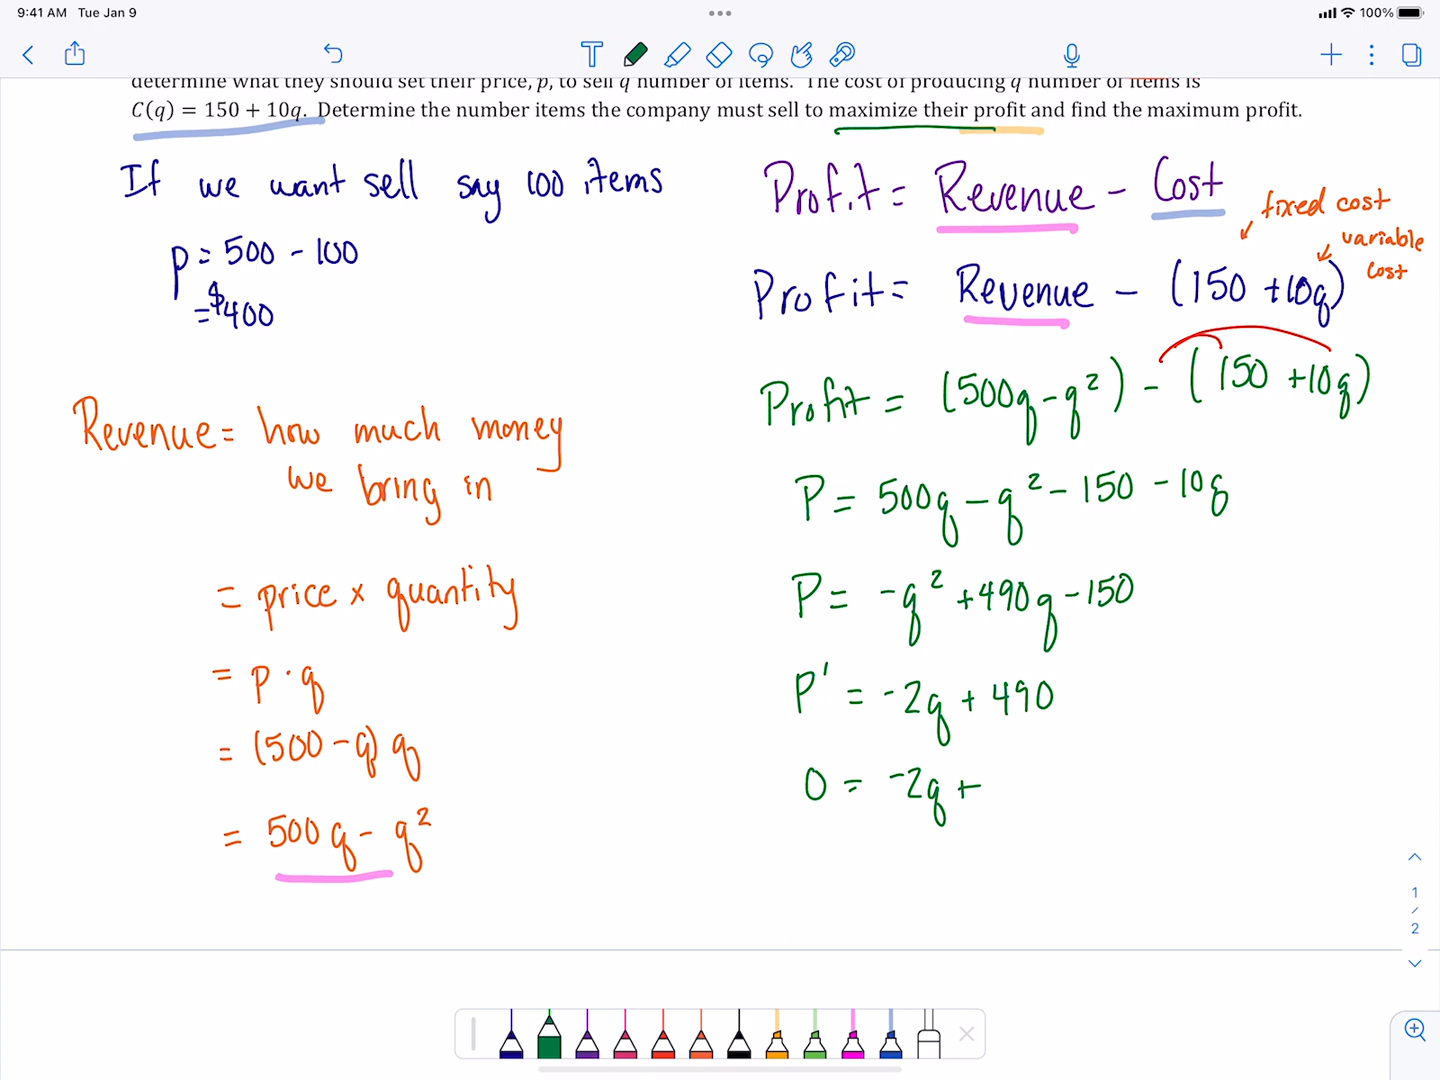 9:41 AM Tue Jan 9
100%
determine what they should set their price, p, to sell q number of items. The cost of producing q number of items is
C(q) = 150 + 10q. Determine the number items the company must sell to maximize their profit and find the maximum profit.
If we want sell say 100 items
p = 500 - 100
= $400
Revenue = how much money
we bring in
= price × quantity
= p · q
= (500 - q) q
= 500q - q²
Profit = Revenue - Cost
fixed cost
variable
cost
Profit = Revenue - (150 + 10q)
Profit = (500q - q²) - (150 + 10q)
P = 500q - q² - 150 - 10q
P = -q² + 490q - 150
P' = -2q + 490
0 = -2q +
1
/
2